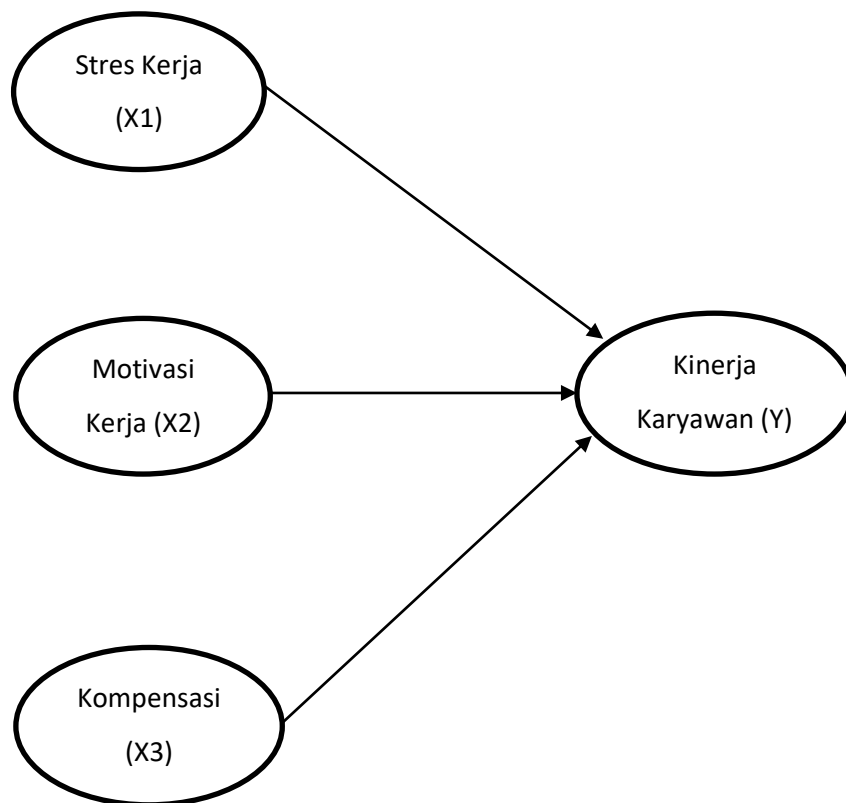 Stres Kerja
(X1)
Motivasi
Kerja (X2)
Kinerja
Karyawan (Y)
Kompensasi
(X3)